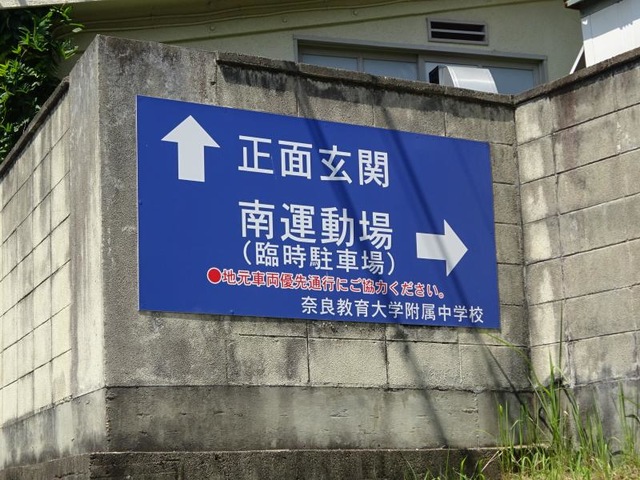 正面玄関
南運動場
(臨時駐車場)
●地元車両優先通行にご協力ください。
奈良教育大学附属中学校